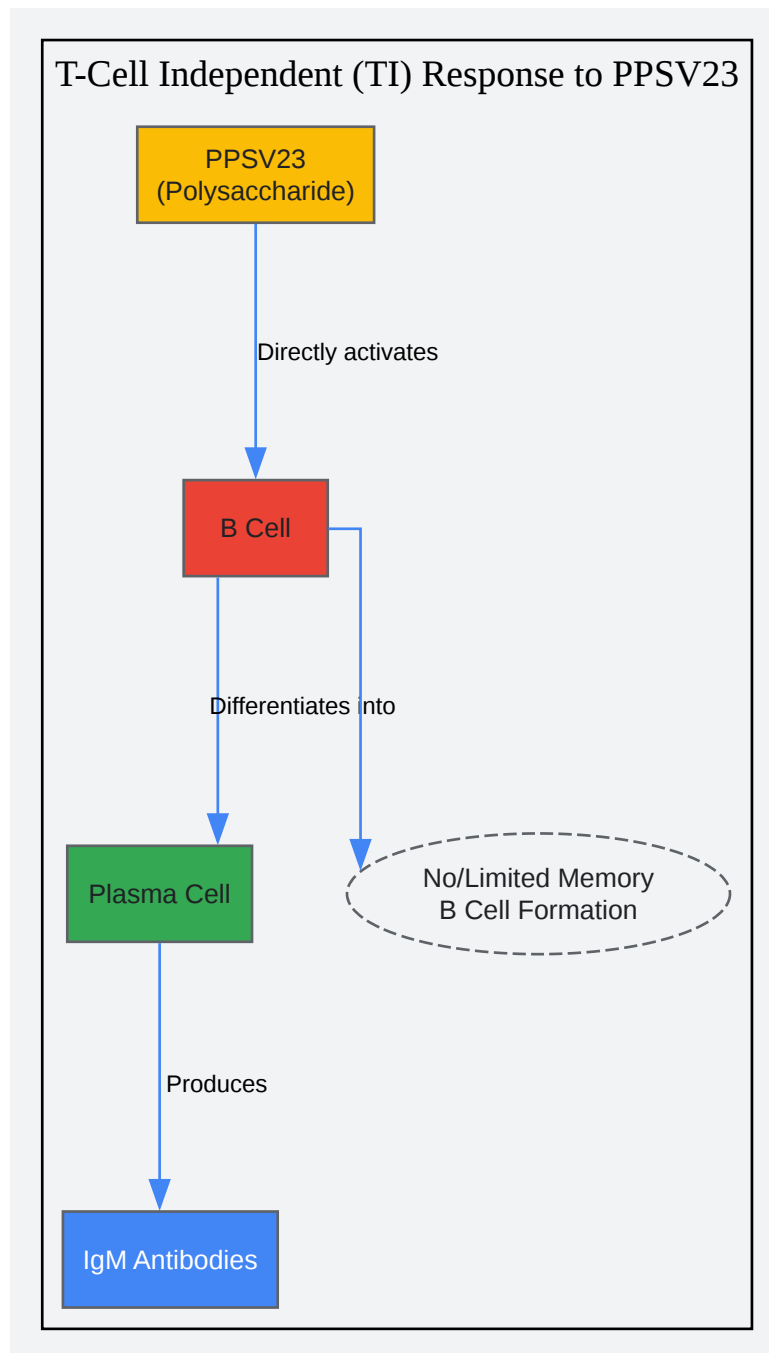 T-Cell Independent (TI) Response to PPSV23
PPSV23
(Polysaccharide)
Directly activates
B Cell
Differentiates into
Plasma Cell
No/Limited Memory
B Cell Formation
Produces
IgM Antibodies